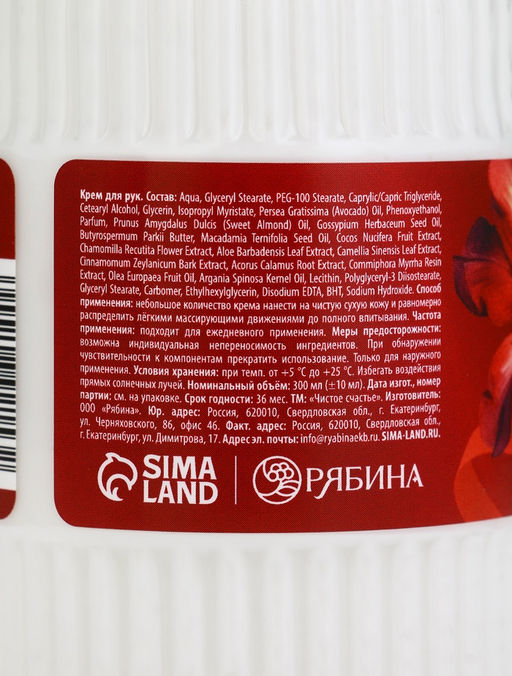 Крем для рук. Состав: Aqua, Glyceryl Stearate, PEG-100 Stearate, Caprylic/Capric Triglyceride,
Cetearyl Alcohol, Glycerin, Isopropyl Myristate, Persea Gratissima (Avocado) Oil, Phenoxyethanol,
Parfum, Prunus Amygdalus Dulcis (Sweet Almond) Oil, Gossypium Herbaceum Seed Oil,
Butyrospermum Parkii Butter, Macadamia Ternifolia Seed Oil, Cocos Nucifera Fruit Extract,
Chamomilla Recutita Flower Extract, Aloe Barbadensis Leaf Extract, Camellia Sinensis Leaf Extract,
Cinnamomum Zeylanicum Bark Extract, Acorus Calamus Root Extract, Commiphora Myrrha Resin
Extract, Olea Europaea Fruit Oil, Argania Spinosa Kernel Oil, Lecithin, Polyglyceryl-3 Diisostearate,
Glyceryl Stearate, Carbomer, Ethylhexylglycerin, Disodium EDTA, BHT, Sodium Hydroxide. Способ
применения: небольшое количество крема нанести на чистую сухую кожу и равномерно
распределить лёгкими массирующими движениями до полного впитывания. Частота
применения: подходит для ежедневного применения. Меры предосторожности:
возможна индивидуальная непереносимость ингредиентов. При обнаружении
чувствительности к компонентам прекратить использование. Только для наружного
применения. Условия хранения: при темп. от +5 °C до +25 °C. Избегать воздействия
прямых солнечных лучей. Номинальный объём: 300 мл (±10 мл). Дата изгот., номер
партии: см. на упаковке. Срок годности: 36 мес. ТМ: «Чистое счастье». Изготовитель:
ООО «Рябина». Юр. адрес: Россия, 620010, Свердловская обл., г. Екатеринбург,
ул. Черняховского, 86, офис 46. Фактический адрес: Россия, 620010, Свердловская обл.,
г. Екатеринбург, ул. Димитрова, 17. Адрес эл. почты: info@ryabinaekb.ru. SIMA-LAND.RU.
SIMA LAND
РЯБИНА